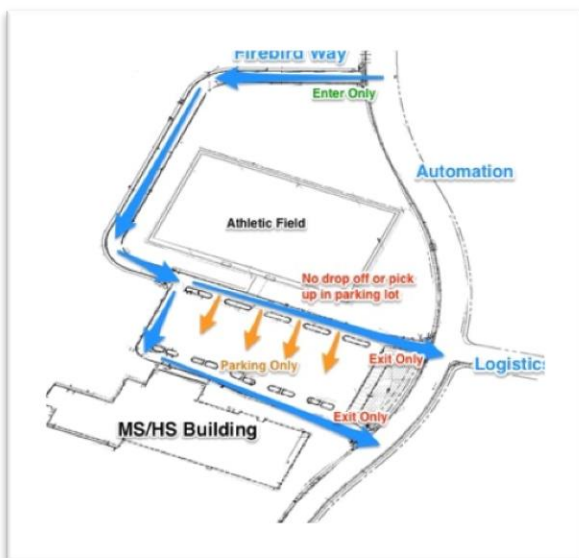 Firebird Way
Enter Only
Automation
Athletic Field
No drop off or pick
up in parking lot
Parking Only
Exit Only
Logistics
Exit Only
MS/HS Building